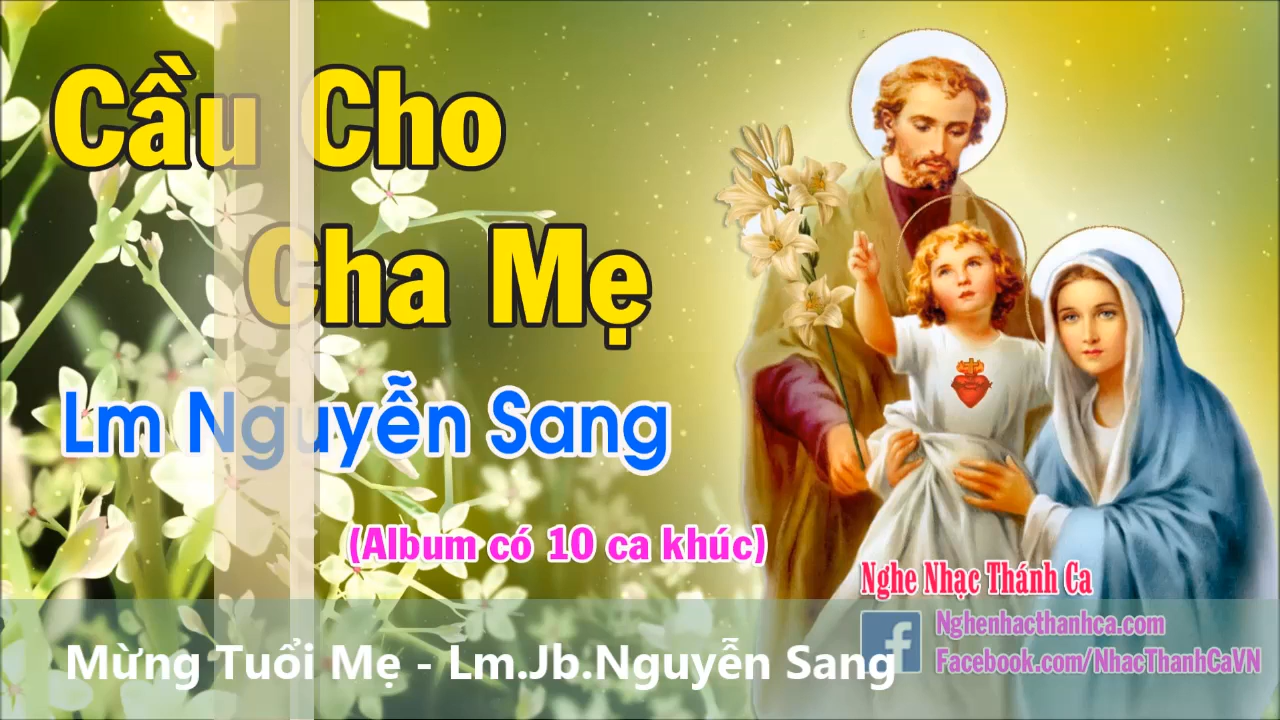 Cầu Cho
Cha Mẹ
Lm Nguyễn Sang
(Album có 10 ca khúc)
Nghe Nhạc Thánh Ca
Nghenhacthanhca.com
Facebook.com/NhacThanhCaVN
Mừng Tuổi Mẹ - Lm.Jb.Nguyễn Sang